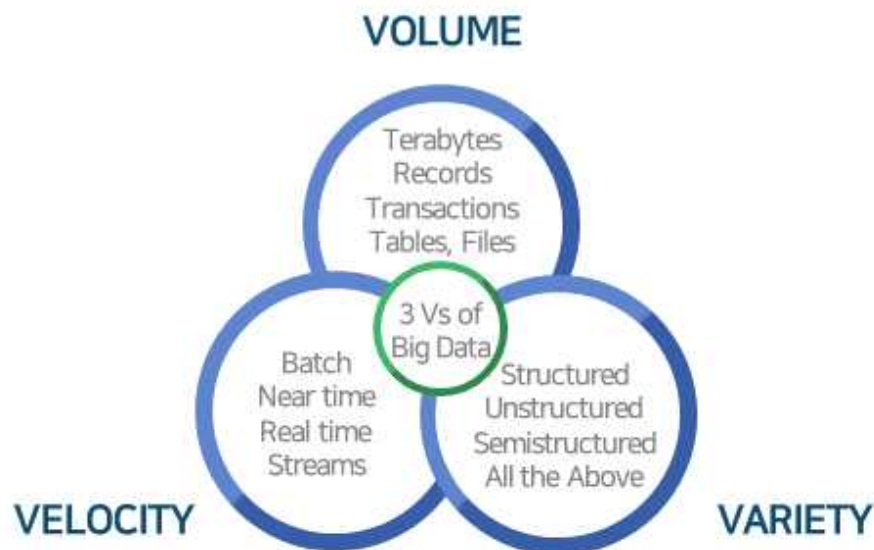 VOLUME
Terabytes
Records
Transactions
Tables, Files
3 Vs of
Big Data
Batch
Near time
Real time
Streams
Structured
Unstructured
Semistructured
All the Above
VELOCITY
VARIETY